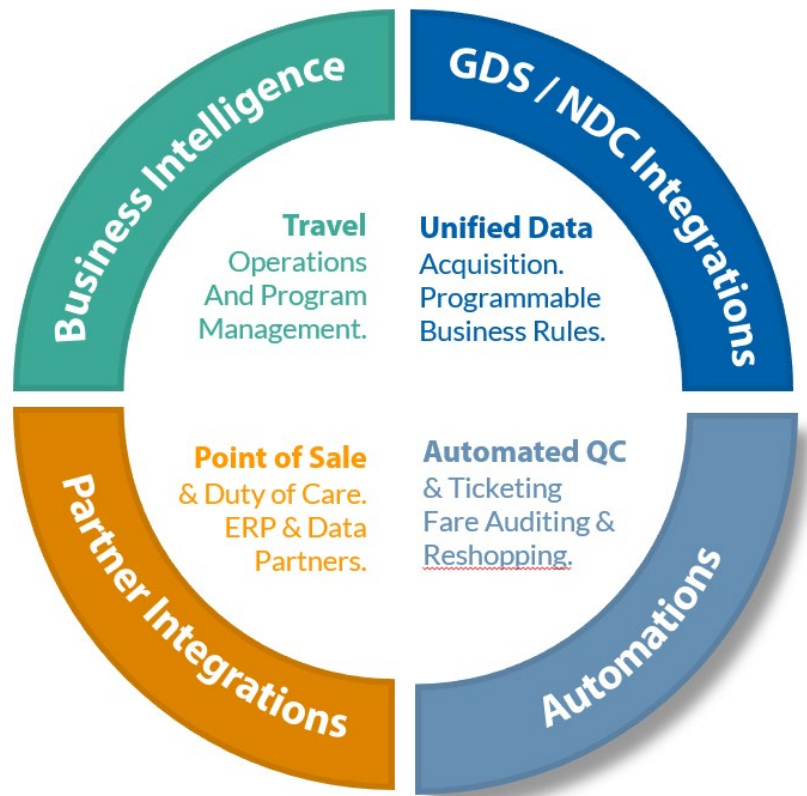 Business Intelligence
Travel
Operations
And Program
Management.
GDS / NDC Integrations
Unified Data
Acquisition.
Programmable
Business Rules.
Partner Integrations
Point of Sale
& Duty of Care.
ERP & Data
Partners.
Automations
Automated QC
& Ticketing
Fare Auditing &
Reshopping.